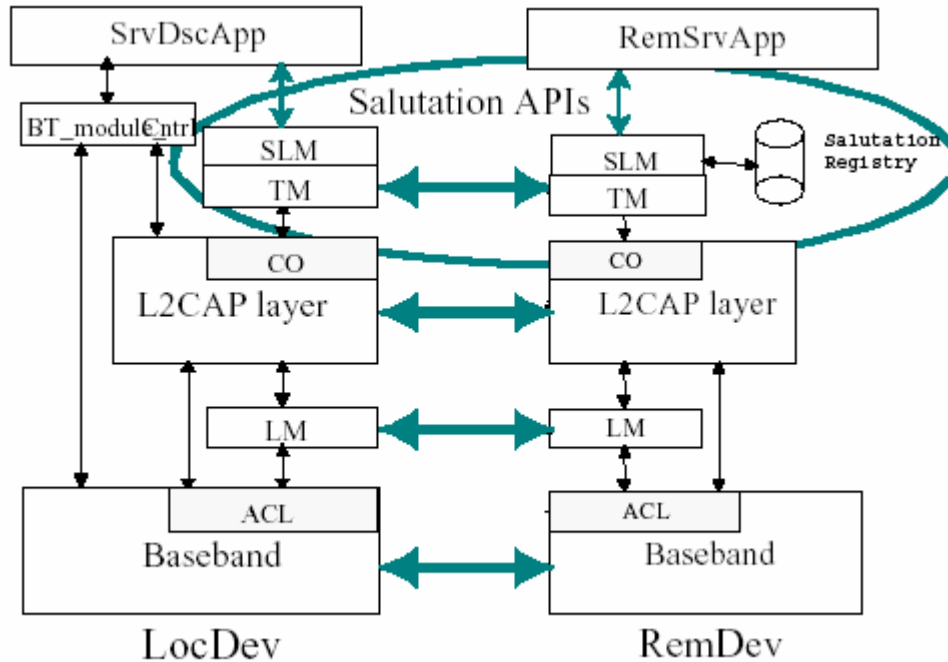 SrvDscApp
RemSrvApp
Salutation APIs
BT_module_Cntrl
SLM
TM
SLM
TM
Salutation
Registry
CO
L2CAP layer
CO
L2CAP layer
LM
LM
ACL
Baseband
ACL
Baseband
LocDev
RemDev